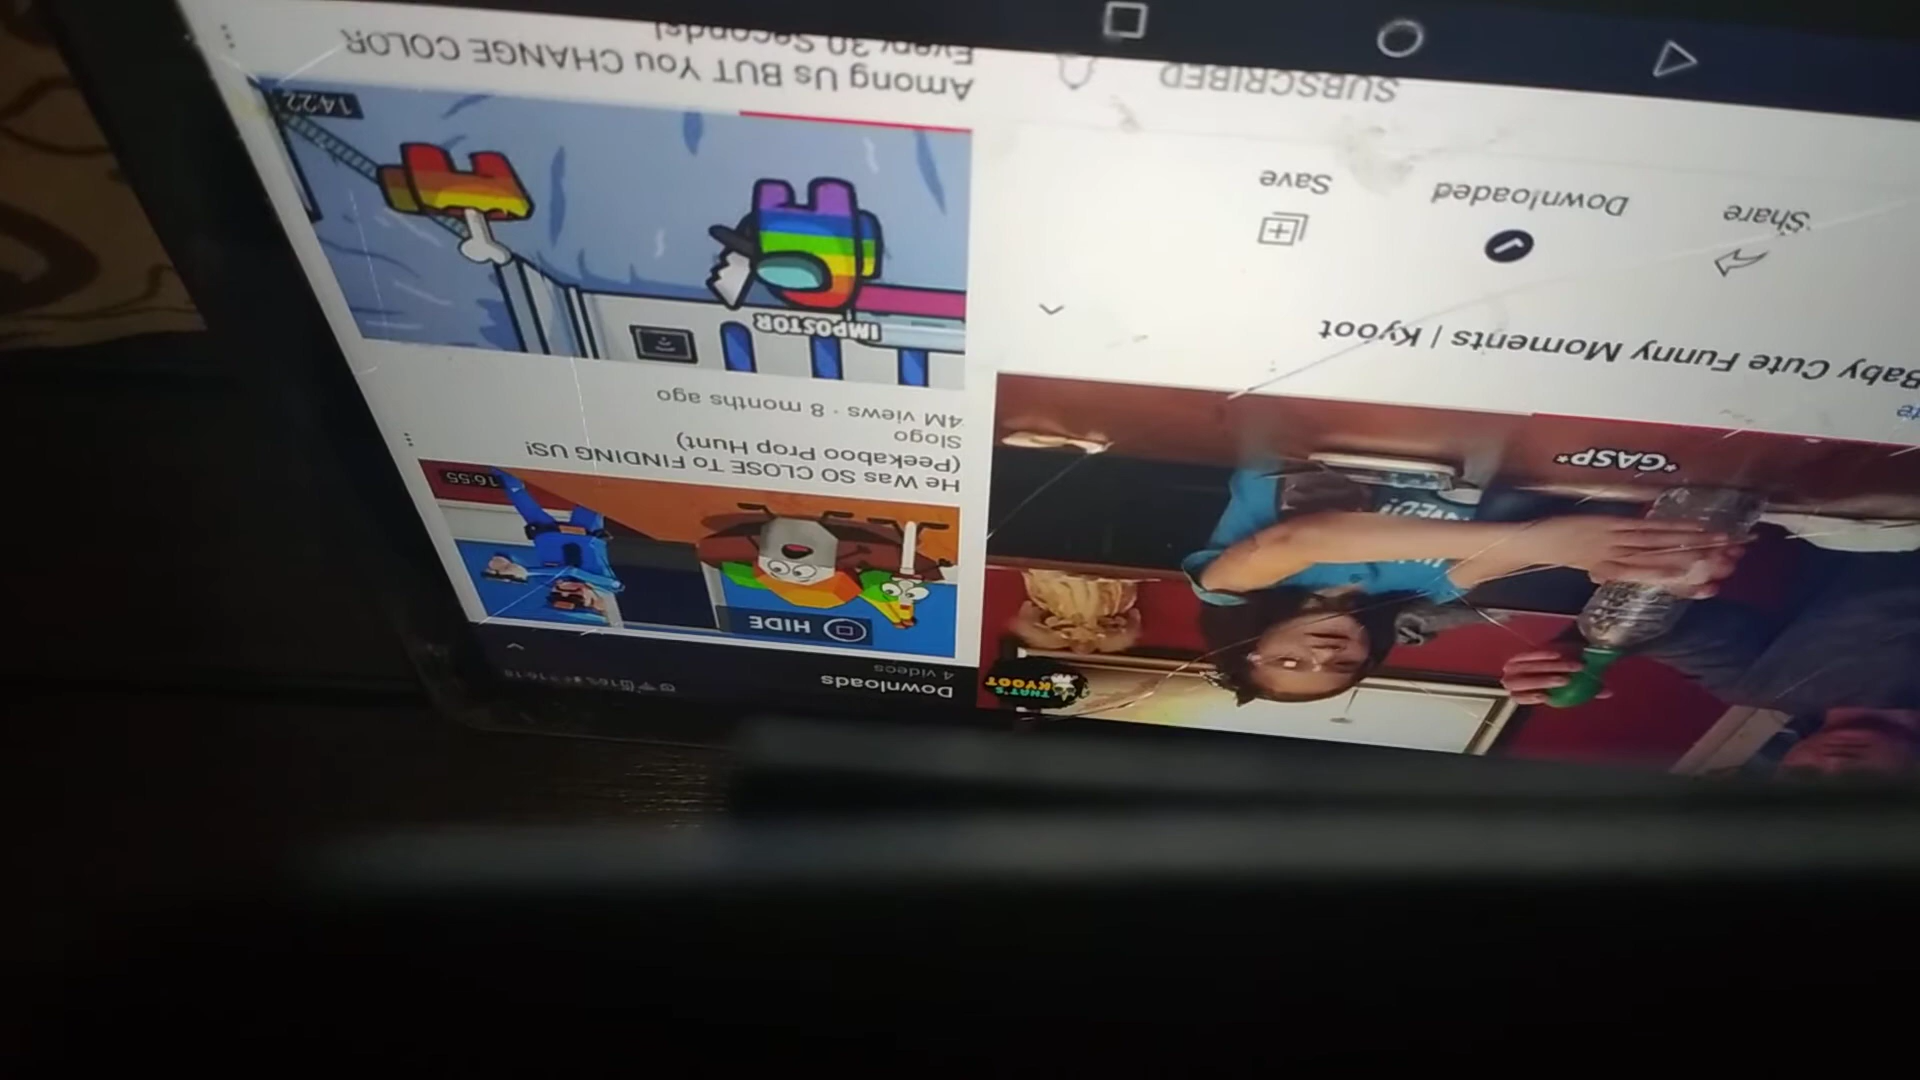 Downloads
4 videos
HIDE
16:55
He Was SO CLOSE TO FINDING US!
(Peekaboo Prop Hunt)
Slogo
4M views · 8 months ago
IMPOSTOR
14:22
Among Us BUT You CHANGE COLOR
Every 30 Seconds!
THAT'S
KYOOT
*GASP*
Baby Cute Funny Moments | Kyoot
Share
Downloaded
Save
SUBSCRIBED